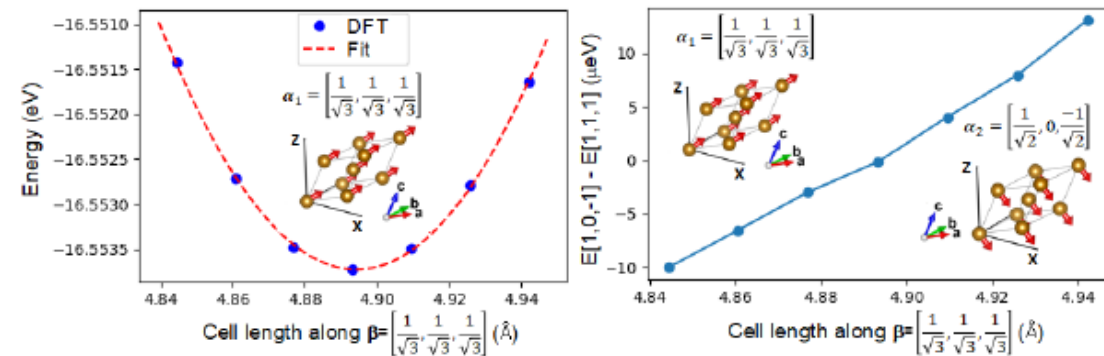 Energy (eV)
−16.5510
−16.5515
−16.5520
−16.5525
−16.5530
−16.5535
DFT
Fit
α₁ = [1/√3, 1/√3, 1/√3]
Z
X
c
b
a
4.84 4.86 4.88 4.90 4.92 4.94
Cell length along β=[1/√3, 1/√3, 1/√3] (Å)
E[1,0,-1] - E[1,1,1] (μeV)
10
5
0
−5
−10
α₁ = [1/√3, 1/√3, 1/√3]
Z
X
c
b
a
α₂ = [1/√2, 0, -1/√2]
Z
X
c
b
a
4.84 4.86 4.88 4.90 4.92 4.94
Cell length along β=[1/√3, 1/√3, 1/√3] (Å)